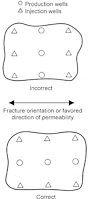 Production wells
Injection wells
Incorrect
Fracture orientation or favored
direction of permeability
Correct